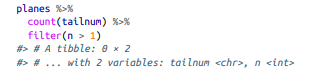 planes %>%
count(tailnum) %>%
filter(n > 1)
#> # A tibble: 0 × 2
#> # ... with 2 variables: tailnum <chr>, n <int>